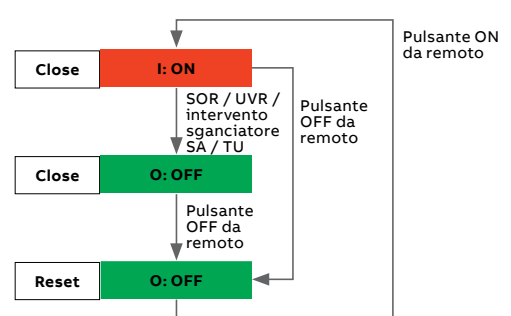 Pulsante ON
da remoto
Close
I: ON
SOR / UVR /
intervento
sganciatore
SA / TU
Pulsante
OFF da
remoto
Close
O: OFF
Pulsante
OFF da
remoto
Reset
O: OFF